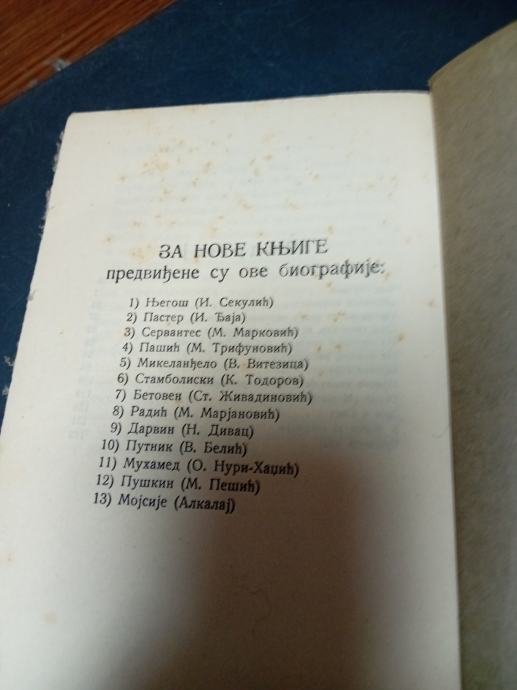 ЗА НОВЕ КЊИГЕ
предвиђене су ове биографије:
1) Његош (И. Секулић)
2) Пастер (И. Ђаја)
3) Сервантес (М. Марковић)
4) Пашић (М. Трифуновић)
5) Микеланђело (В. Витезица)
6) Стамболиски (К. Тодоров)
7) Бетовен (Ст. Живадиновић)
8) Радић (М. Марјановић)
9) Дарвин (Н. Дивац)
10) Путник (В. Белић)
11) Мухамед (О. Нури-Хаџић)
12) Пушкин (М. Пешић)
13) Мојсије (Алкалај)